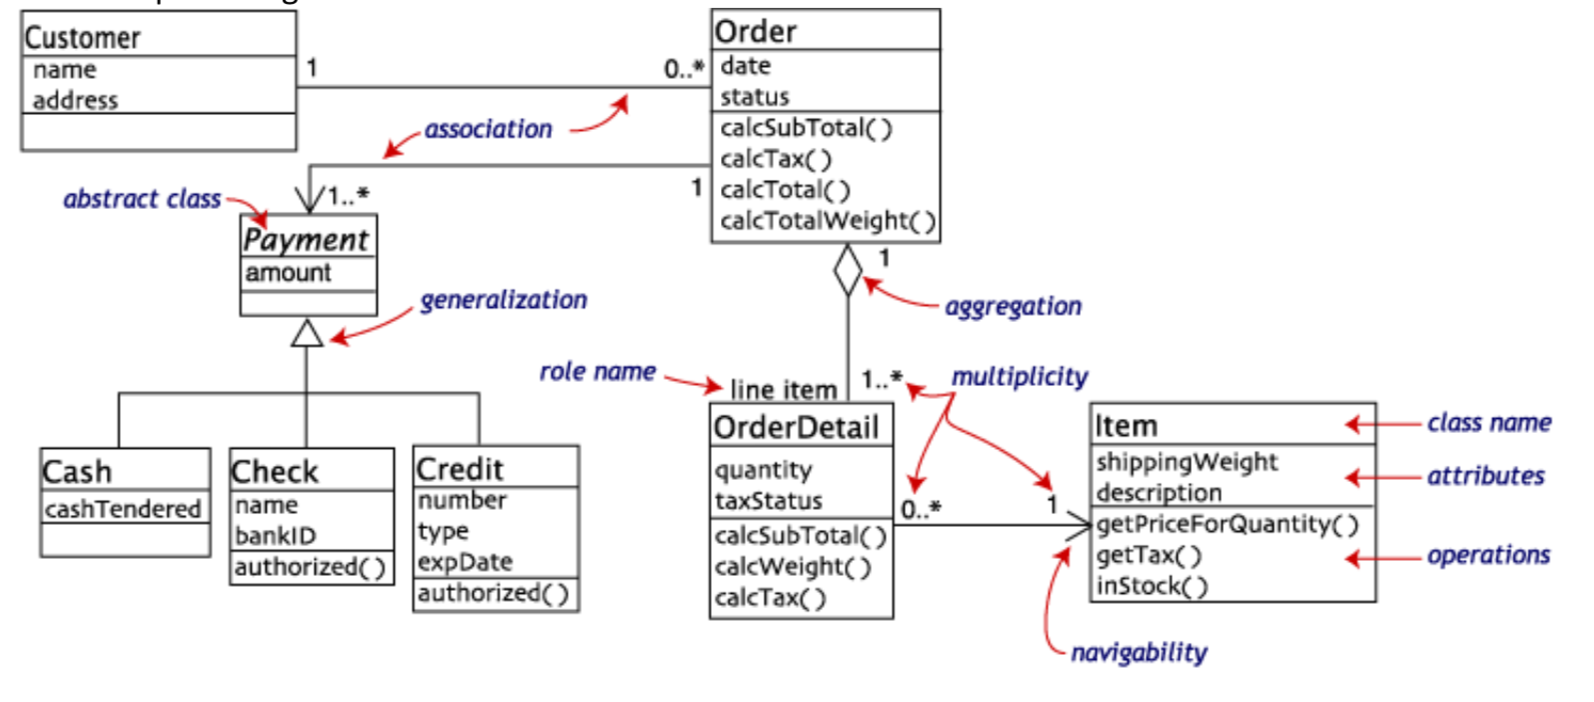 Customer
name
address
1
0..*
Order
date
status
calcSubTotal()
calcTax()
calcTotal()
calcTotalWeight()
association
1
abstract class
1..*
Payment
amount
generalization
1
aggregation
role name
line item
1..*
multiplicity
Cash
cashTendered
Check
name
bankID
authorized()
Credit
number
type
expDate
authorized()
OrderDetail
quantity
taxStatus
calcSubTotal()
calcWeight()
calcTax()
0..*
1
Item
shippingWeight
description
getPriceForQuantity()
getTax()
inStock()
class name
attributes
operations
navigability